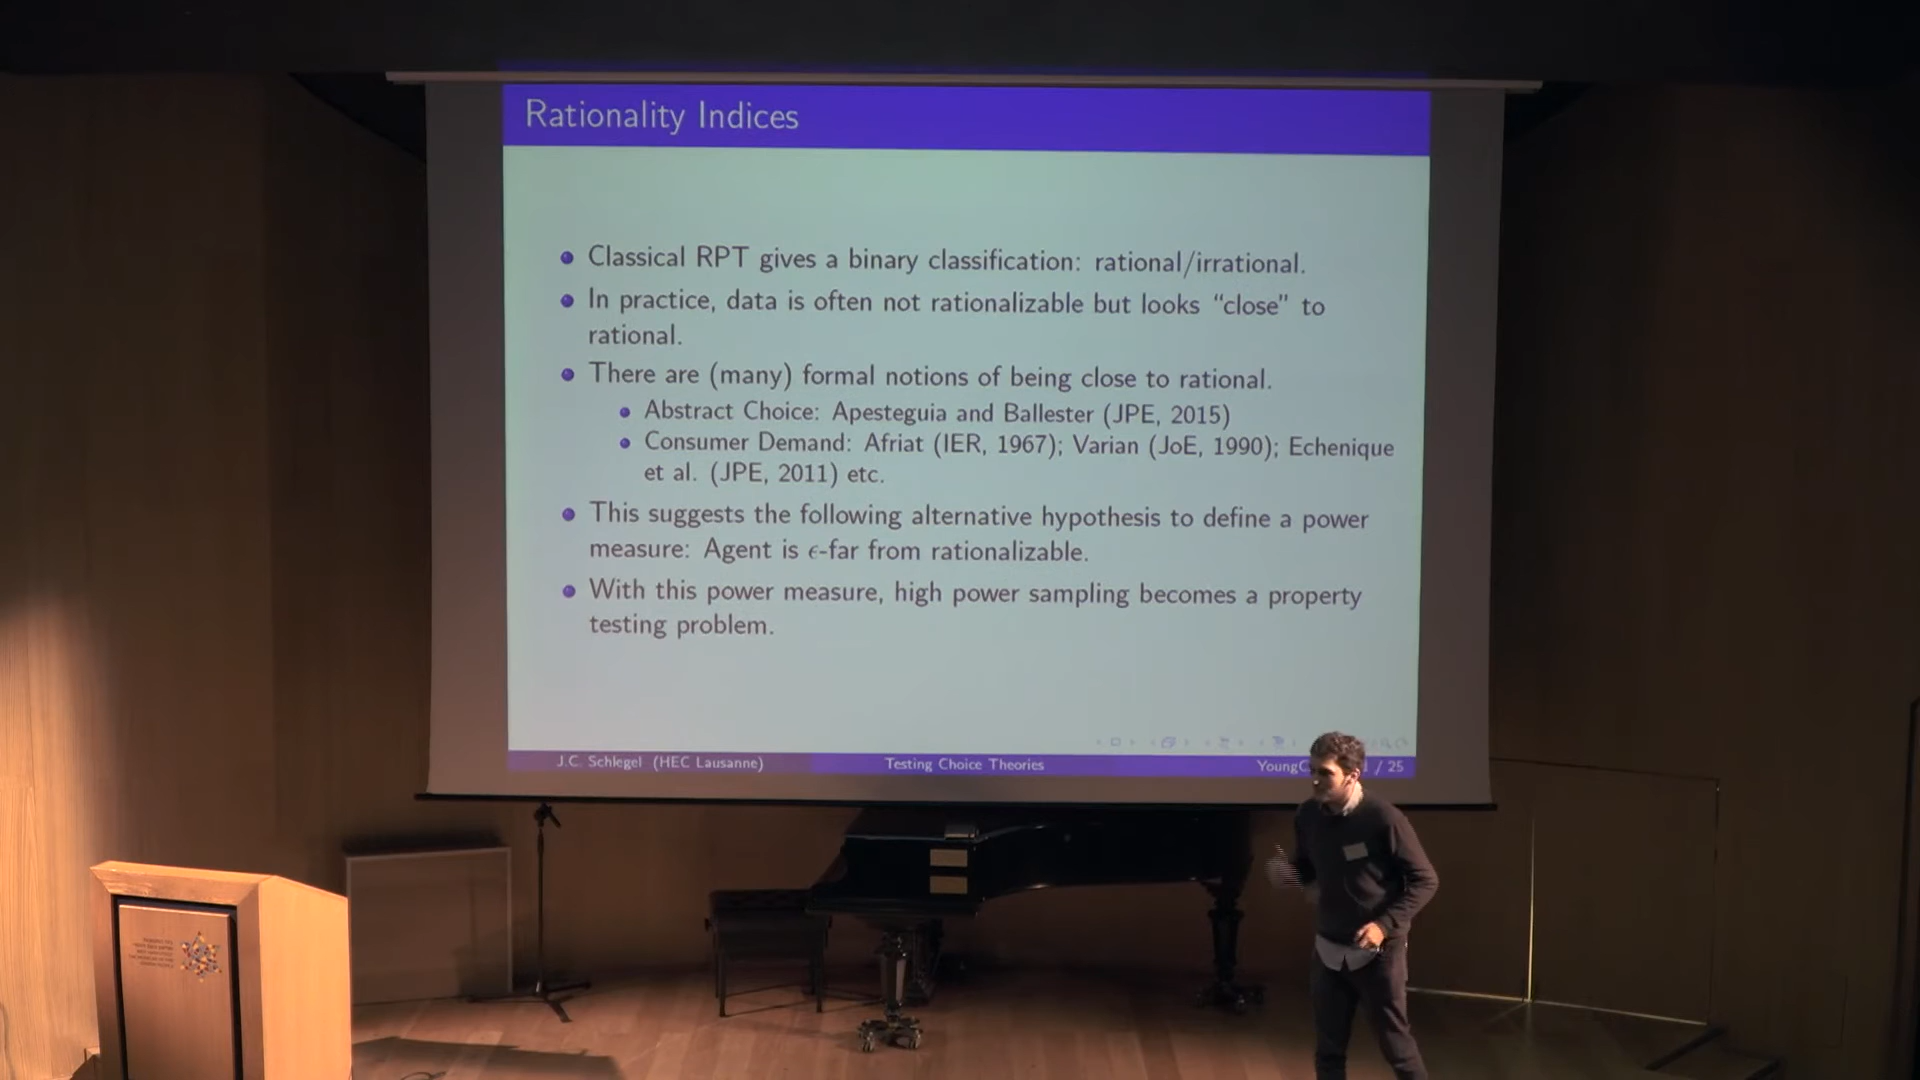 Rationality Indices
Classical RPT gives a binary classification: rational/irrational.
In practice, data is often not rationalizable but looks “close” to
rational.
There are (many) formal notions of being close to rational.
Abstract Choice: Apesteguia and Ballester (JPE, 2015)
Consumer Demand: Afriat (IER, 1967); Varian (JoE, 1990); Echenique
et al. (JPE, 2011) etc.
This suggests the following alternative hypothesis to define a power
measure: Agent is ϵ-far from rationalizable.
With this power measure, high power sampling becomes a property
testing problem.
J.C. Schlegel (HEC Lausanne) Testing Choice Theories / 25